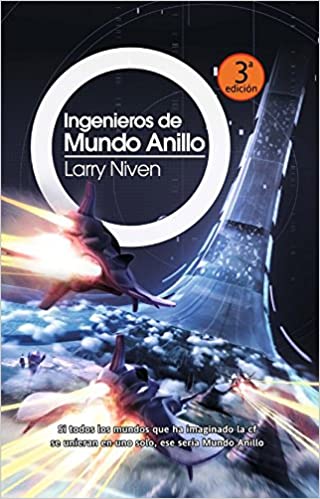 3ª
edición
Ingenieros de
Mundo Anillo
Larry Niven
Si todos los mundos que ha imaginado la cf
se unieran en uno solo, ese sería Mundo Anillo